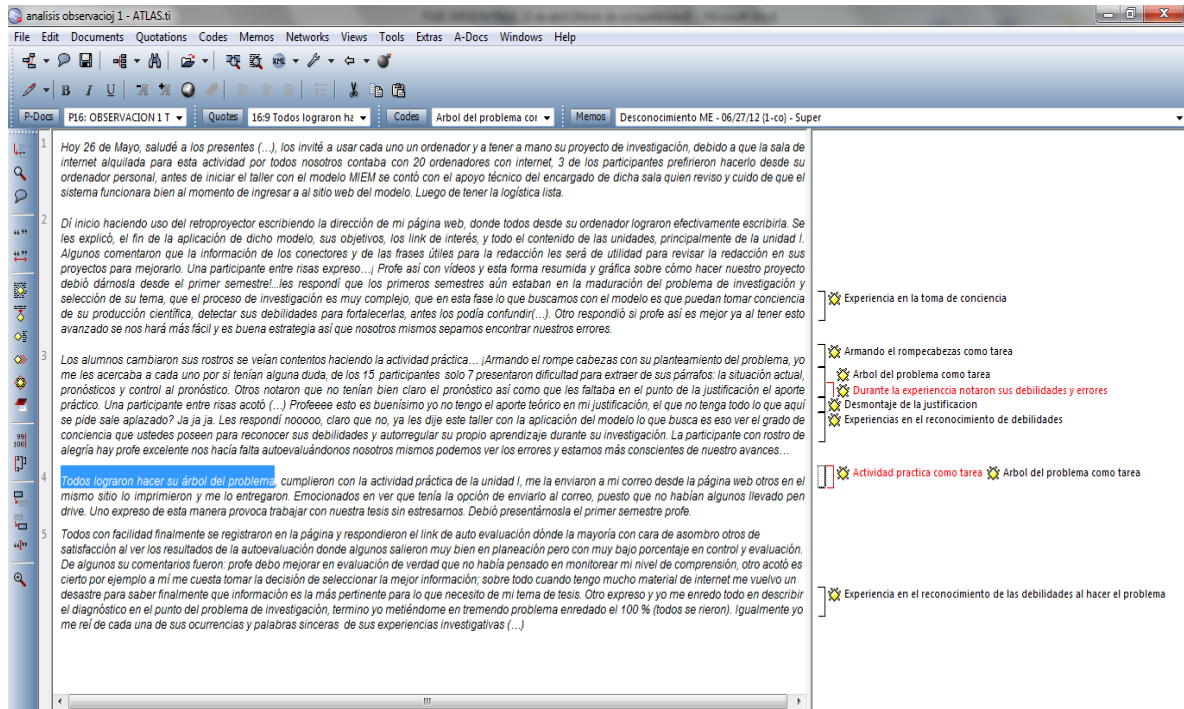 analisis observacioj 1 - ATLAS.ti
File Edit Documents Quotations Codes Memos Networks Views Tools Extras A-Docs Windows Help
B I U
P-Docs P16: OBSERVACION 1 T Quotes 16:9 Todos lograron ha Codes Arbol del problema cor Memos Desconocimiento ME - 06/27/12 {1-co} - Super
1 Hoy 26 de Mayo, saludé a los presentes (…), los invité a usar cada uno un ordenador y a tener a mano su proyecto de investigación, debido a que la sala de
internet alquilada para esta actividad por todos nosotros contaba con 20 ordenadores con internet, 3 de los participantes prefirieron hacerlo desde su
ordenador personal, antes de iniciar el taller con el modelo MIEM se contó con el apoyo técnico del encargado de dicha sala quien reviso y cuido de que el
sistema funcionara bien al momento de ingresar a al sitio web del modelo. Luego de tener la logística lista.
2 Dí inicio haciendo uso del retroproyector escribiendo la dirección de mi página web, donde todos desde su ordenador lograron efectivamente escribirla. Se
les explicó, el fin de la aplicación de dicho modelo, sus objetivos, los link de interés, y todo el contenido de las unidades, principalmente de la unidad I.
Algunos comentaron que la información de los conectores y de las frases útiles para la redacción les será de utilidad para revisar la redacción en sus
proyectos para mejorarlo. Una participante entre risas expreso…¡ Profe así con vídeos y esta forma resumida y gráfica sobre cómo hacer nuestro proyecto
debió dárnosla desde el primer semestre!...les respondí que los primeros semestres aún estaban en la maduración del problema de investigación y
selección de su tema, que el proceso de investigación es muy complejo, que en esta fase lo que buscamos con el modelo es que puedan tomar conciencia
de su producción científica, detectar sus debilidades para fortalecerlas, antes los podía confundir(…). Otro respondió si profe así es mejor ya al tener esto
avanzado se nos hará más fácil y es buena estrategia así que nosotros mismos sepamos encontrar nuestros errores.
Experiencia en la toma de conciencia
3 Los alumnos cambiaron sus rostros se veían contentos haciendo la actividad práctica… ¡Armando el rompe cabezas con su planteamiento del problema, yo
me les acercaba a cada uno por si tenían alguna duda, de los 15 participantes solo 7 presentaron dificultad para extraer de sus párrafos: la situación actual,
pronósticos y control al pronóstico. Otros notaron que no tenían bien claro el pronóstico así como que les faltaba en el punto de la justificación el aporte
práctico. Una participante entre risas acotó (…) Profeeee esto es buenísimo yo no tengo el aporte teórico en mi justificación, el que no tenga todo lo que aquí
se pide sale aplazado? Ja ja ja. Les respondí nooooo, claro que no, ya les dije este taller con la aplicación del modelo lo que busca es eso ver el grado de
conciencia que ustedes poseen para reconocer sus debilidades y autorregular su propio aprendizaje durante su investigación. La participante con rostro de
alegría hay profe excelente nos hacía falta autoevaluándonos nosotros mismos podemos ver los errores y estamos más conscientes de nuestro avances…
Armando el rompecabezas como tarea
Arbol del problema como tarea
Durante la experienccia notaron sus debilidades y errores
Desmontaje de la justificacion
Experiencias en el reconocimiento de debilidades
4 Todos lograron hacer su árbol del problema, cumplieron con la actividad práctica de la unidad I, me la enviaron a mi correo desde la página web otros en el
mismo sitio lo imprimieron y me lo entregaron. Emocionados en ver que tenía la opción de enviarlo al correo, puesto que no habían algunos llevado pen
drive. Uno expreso de esta manera provoca trabajar con nuestra tesis sin estresarnos. Debió presentárnosla el primer semestre profe.
Actividad practica como tarea Arbol del problema como tarea
5 Todos con facilidad finalmente se registraron en la página y respondieron el link de auto evaluación dónde la mayoría con cara de asombro otros de
satisfacción al ver los resultados de la autoevaluación donde algunos salieron muy bien en planeación pero con muy bajo porcentaje en control y evaluación.
De algunos su comentarios fueron: profe debo mejorar en evaluación de verdad que no había pensado en monitorear mi nivel de comprensión, otro acotó es
cierto por ejemplo a mí me cuesta tomar la decisión de seleccionar la mejor información; sobre todo cuando tengo mucho material de internet me vuelvo un
desastre para saber finalmente que información es la más pertinente para lo que necesito de mi tema de tesis. Otro expreso y yo me enredo todo en describir
el diagnóstico en el punto del problema de investigación, termino yo metiéndome en tremendo problema enredado el 100 % (todos se rieron). Igualmente yo
me reí de cada una de sus ocurrencias y palabras sinceras de sus experiencias investigativas (…)
Experiencia en el reconocimiento de las debilidades al hacer el problema